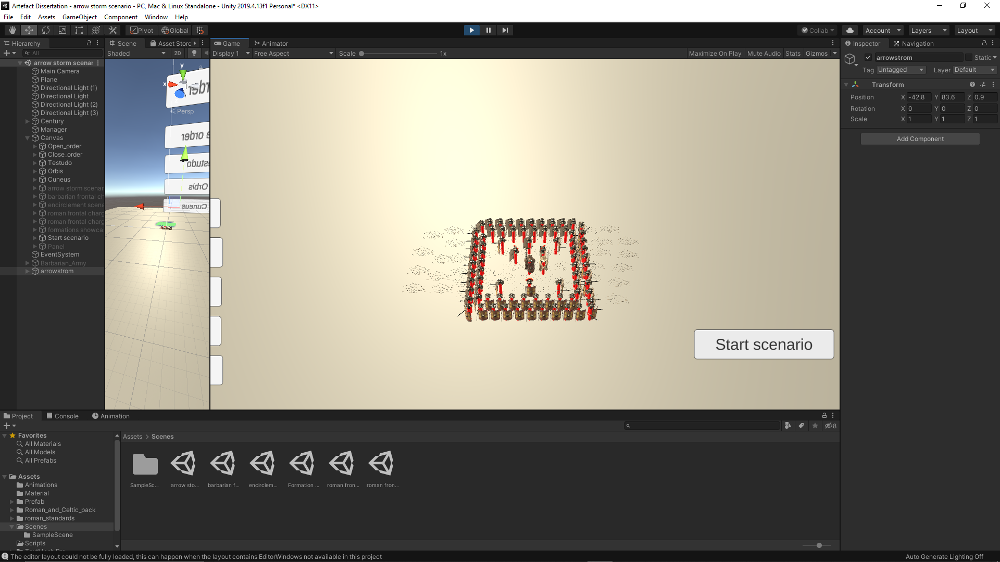 Artefact Dissertation - arrow storm scenario - PC, Mac & Linux Standalone - Unity 2019.4.13f1 Personal* <DX11>
File Edit Assets GameObject Component Window Help
Pivot Global Collab Account Layers Layout
Hierarchy Scene Asset Store Game Animator Inspector Navigation
All Shaded 2D Display 1 Free Aspect Scale 1x Maximize On Play Mute Audio Stats Gizmos
arrow storm scenar
Main Camera
Plane
Directional Light (1)
Directional Light
Directional Light (2)
Directional Light (3)
Century
Manager
Canvas
Open_order
Close_order
Testudo
Orbis
Cuneus
arrow storm scenar
barbarian frontal ch
encirclement scena
roman frontal charg
roman frontal charg
formations showca
Start scenario
Panel
EventSystem
Barbarian_Army
arrowstrom
y
x
rder
Persp
e order
estudo
Orbis
Cuneus
Start scenario
arrowstrom Static
Tag Untagged Layer Default
Transform
Position X -42.8 Y 83.6 Z 0.9
Rotation X 0 Y 0 Z 0
Scale X 1 Y 1 Z 1
Add Component
Project Console Animation
8
Favorites
All Materials
All Models
All Prefabs
Assets
Animations
Material
Prefab
Roman_and_Celtic_pack
roman_standards
Scenes
SampleScene
Scripts
Assets > Scenes
SampleSc... arrow sto... barbarian f... encirclem... Formation ... roman fron... roman fron...
The editor layout could not be fully loaded, this can happen when the layout contains EditorWindows not available in this project
Auto Generate Lighting Off